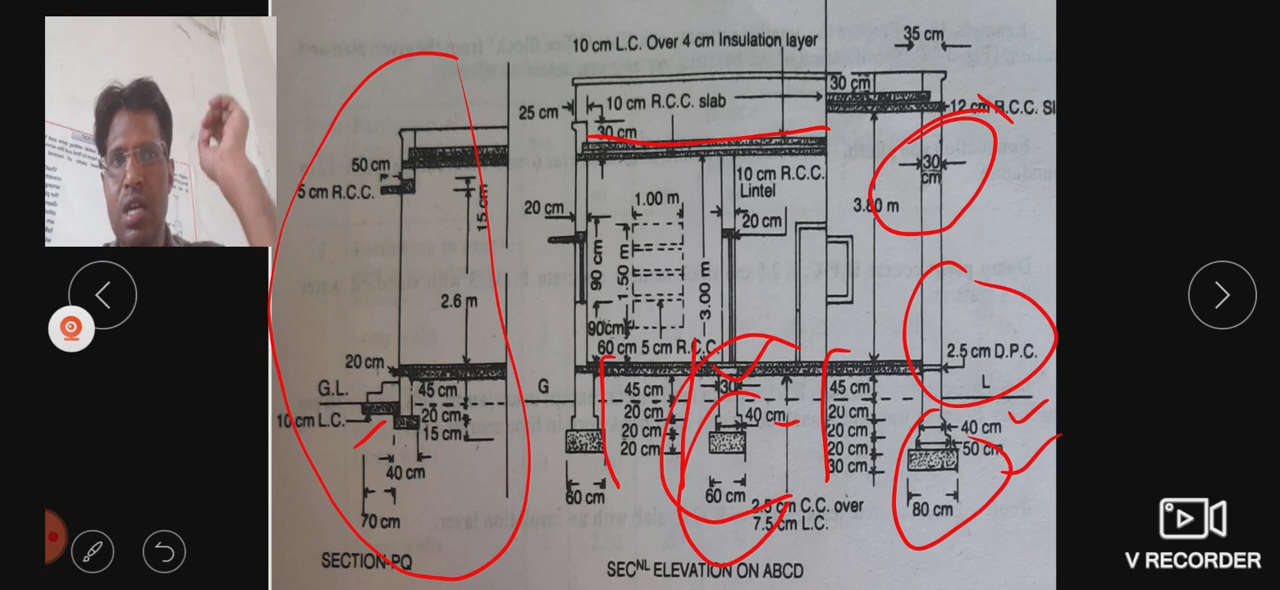 35 cm
10 cm L.C. Over 4 cm Insulation layer
30 cm
25 cm
10 cm R.C.C. slab
12 cm R.C.C. Sl
30 cm
50 cm
5 cm R.C.C.
15 cm
10 cm R.C.C.
Lintel
30
cm
20 cm
1.00 m
20 cm
3.80 m
90 cm
1.50 m
3.00 m
2.6 m
90cm
60 cm 5 cm R.C.C.
2.5 cm D.P.C.
20 cm
G.L.
45 cm
G
45 cm
30
45 cm
L
10 cm L.C.
20 cm
20 cm
40 cm
20 cm
40 cm
15 cm
20 cm
20 cm
20 cm
20 cm
50 cm
30 cm
40 cm
60 cm
60 cm
80 cm
70 cm
2.5 cm C.C. over
7.5 cm L.C.
SECTION-PQ
SECNL ELEVATION ON ABCD
V RECORDER